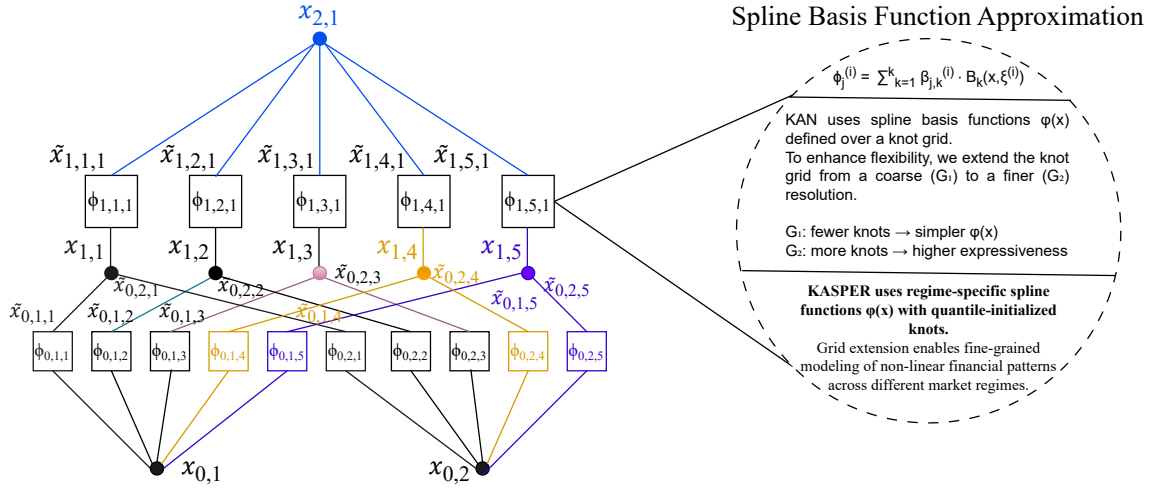 Spline Basis Function Approximation
x₂,₁
ϕⱼ⁽ⁱ⁾ = ∑ᵏₖ₌₁ βⱼ,ₖ⁽ⁱ⁾ · Bₖ(x,ξ⁽ⁱ⁾)
KAN uses spline basis functions φ(x)
defined over a knot grid.
To enhance flexibility, we extend the knot
grid from a coarse (G₁) to a finer (G₂)
resolution.
G₁: fewer knots → simpler φ(x)
G₂: more knots → higher expressiveness
KASPER uses regime-specific spline
functions φ(x) with quantile-initialized
knots.
Grid extension enables fine-grained
modeling of non-linear financial patterns
across different market regimes.
x̃₁,₁,₁ x̃₁,₂,₁ x̃₁,₃,₁ x̃₁,₄,₁ x̃₁,₅,₁
ϕ₁,₁,₁ ϕ₁,₂,₁ ϕ₁,₃,₁ ϕ₁,₄,₁ ϕ₁,₅,₁
x₁,₁ x₁,₂ x₁,₃ x₁,₄ x₁,₅
x̃₀,₂,₁ x̃₀,₂,₂ x̃₀,₂,₃ x̃₀,₂,₄ x̃₀,₂,₅
x̃₀,₁,₁ x̃₀,₁,₂ x̃₀,₁,₃ x̃₀,₁,₄ x̃₀,₁,₅
ϕ₀,₁,₁ ϕ₀,₁,₂ ϕ₀,₁,₃ ϕ₀,₁,₄ ϕ₀,₁,₅ ϕ₀,₂,₁ ϕ₀,₂,₂ ϕ₀,₂,₃ ϕ₀,₂,₄ ϕ₀,₂,₅
x₀,₁ x₀,₂